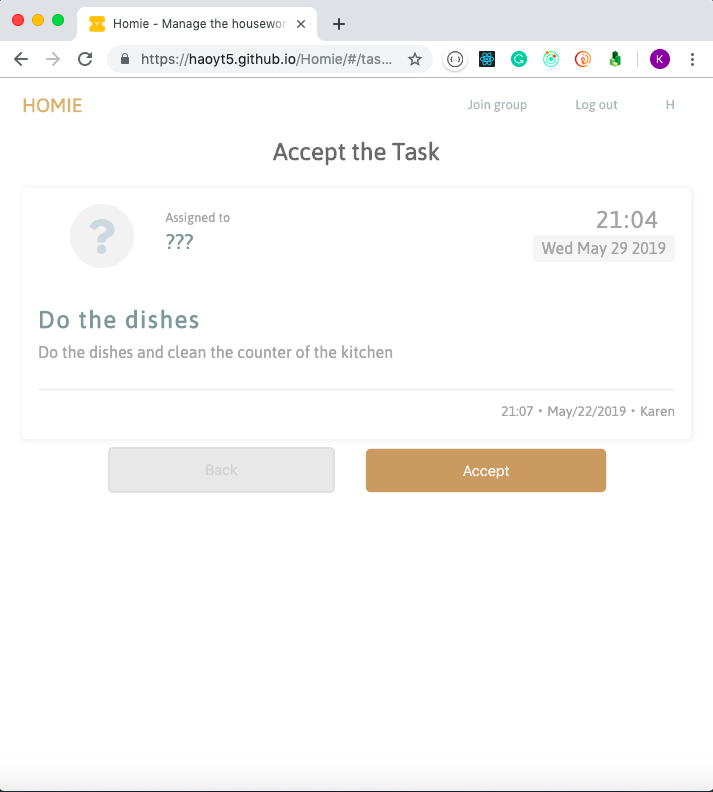 Homie - Manage the housewor
https://haoyt5.github.io/Homie/#/tas...
K
HOMIE
Join group
Log out
H
Accept the Task
?
Assigned to
???
21:04
Wed May 29 2019
Do the dishes
Do the dishes and clean the counter of the kitchen
21:07 • May/22/2019 • Karen
Back
Accept